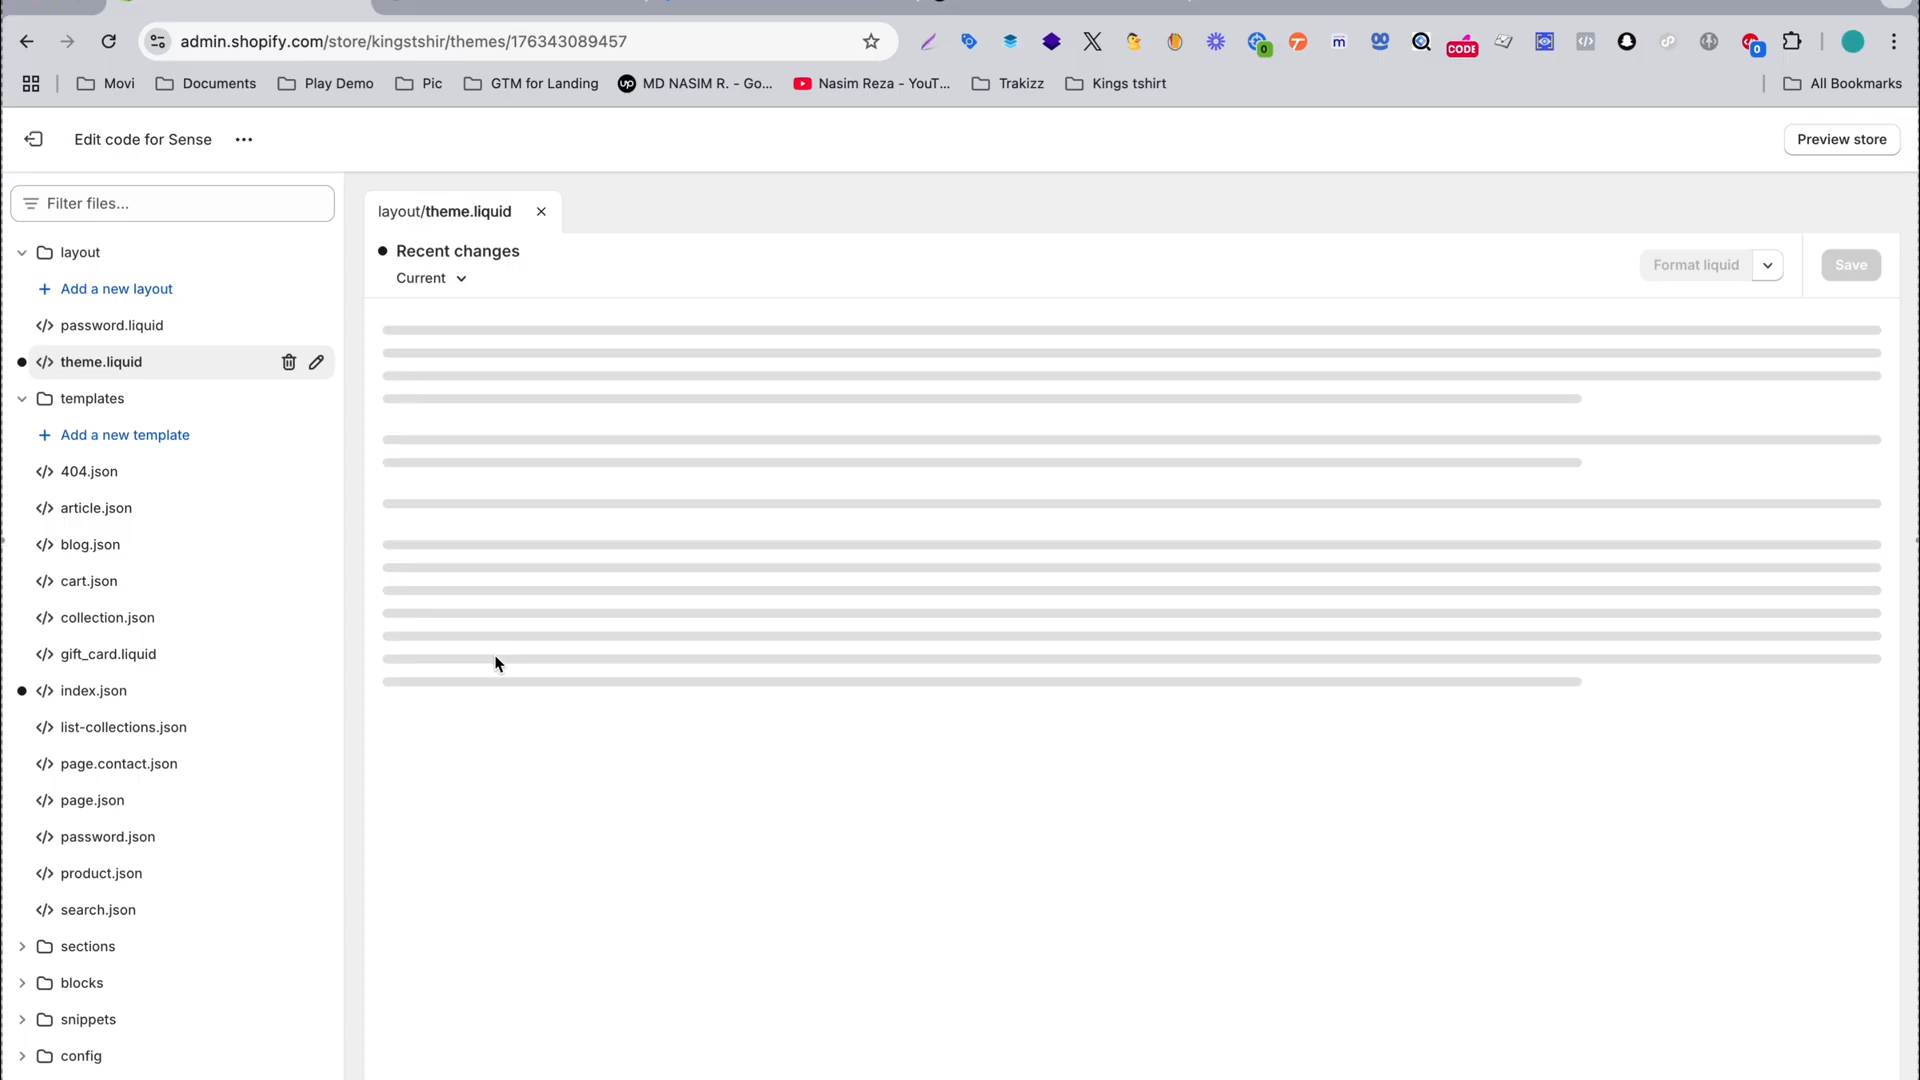 admin.shopify.com/store/kingstshir/themes/176343089457
0
CODE
0
Movi
Documents
Play Demo
Pic
GTM for Landing
up
MD NASIM R. - Go...
Nasim Reza - YouT...
Trakizz
Kings tshirt
All Bookmarks
Edit code for Sense
Preview store
Filter files...
layout/theme.liquid
layout
Recent changes
Current
Format liquid
Save
Add a new layout
password.liquid
theme.liquid
templates
Add a new template
404.json
article.json
blog.json
cart.json
collection.json
gift_card.liquid
index.json
list-collections.json
page.contact.json
page.json
password.json
product.json
search.json
sections
blocks
snippets
config